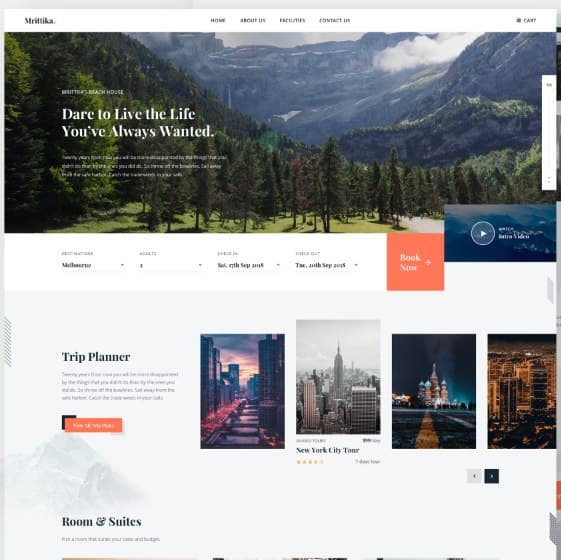 Mrittika.
HOME ABOUT US FACILITIES CONTACT US CART
MRITTKA'S BEACH HOUSE
Dare to Live the Life
You've Always Wanted.
Twenty years from now you will be more disappointed by the things that you
didn't do than by the ones you did do. So throw off the bowlines. Sail away
from the safe harbor. Catch the trade winds in your sails.
WATCH
Intro Video
Book
Now
DESTINATIONS ADULTS CHECK IN CHECK OUT
Melbourne 2 Sat, 17th Sep 2018 Tue, 20th Sep 2018
Trip Planner
Twenty years from now you will be more disappointed
by the things that you didn't do than by the ones you
did do. So throw off the bowlines. Sail away from the
safe harbor. Catch the trade winds in your sails.
View All Trip Plans
GUIDED TOURS $99/Day
New York City Tour
7 days tour
Room & Suites
Pick a room that suites your taste and budget.